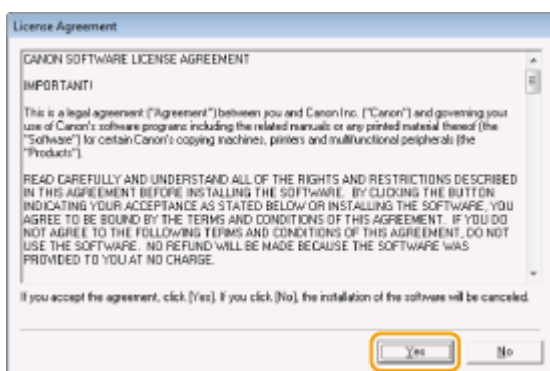 License Agreement
CANON SOFTWARE LICENSE AGREEMENT
IMPORTANT!
This is a legal agreement ("Agreement") between you and Canon Inc. ("Canon") and governing your
use of Canon's software programs including the related manuals or any printed material thereof (the
"Software") for certain Canon's copying machines, printers and multifunctional peripherals (the
"Products").
READ CAREFULLY AND UNDERSTAND ALL OF THE RIGHTS AND RESTRICTIONS DESCRIBED
IN THIS AGREEMENT BEFORE INSTALLING THE SOFTWARE. BY CLICKING THE BUTTON
INDICATING YOUR ACCEPTANCE AS STATED BELOW OR INSTALLING THE SOFTWARE, YOU
AGREE TO BE BOUND BY THE TERMS AND CONDITIONS OF THIS AGREEMENT. IF YOU DO
NOT AGREE TO THE FOLLOWING TERMS AND CONDITIONS OF THIS AGREEMENT, DO NOT
USE THE SOFTWARE. NO REFUND WILL BE MADE BECAUSE THE SOFTWARE WAS
PROVIDED TO YOU AT NO CHARGE.
If you accept the agreement, click [Yes]. If you click [No], the installation of the software will be canceled.
Yes
No